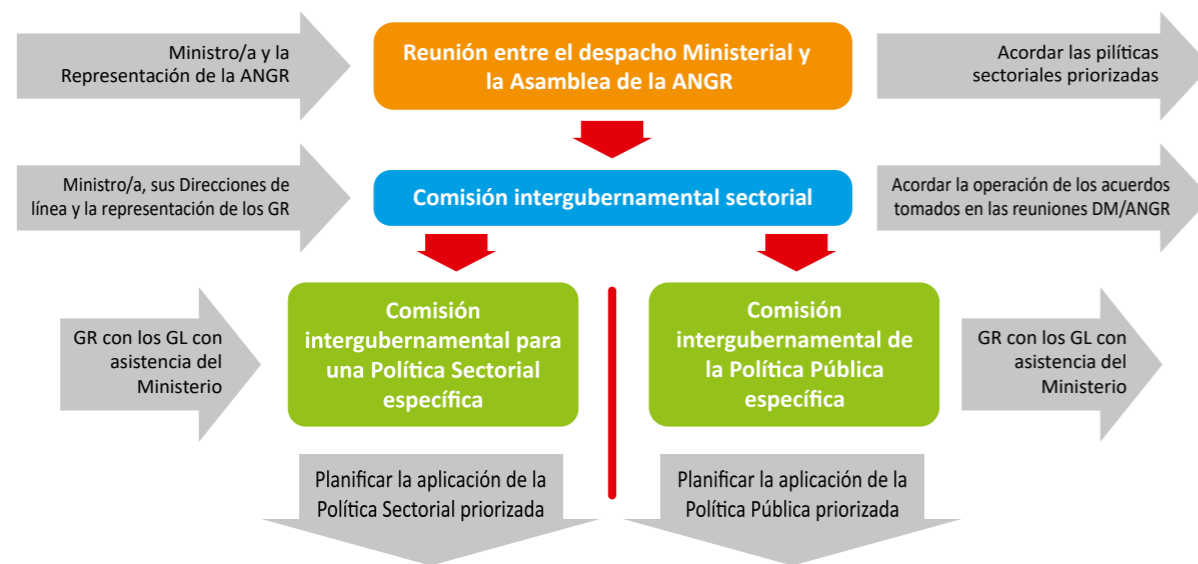 Ministro/a y la
Representación de la ANGR
Reunión entre el despacho Ministerial y
la Asamblea de la ANGR
Acordar las pilíticas
sectoriales priorizadas
Ministro/a, sus Direcciones de
línea y la representación de los GR
Comisión intergubernamental sectorial
Acordar la operación de los acuerdos
tomados en las reuniones DM/ANGR
GR con los GL con
asistencia del
Ministerio
Comisión
intergubernamental para
una Política Sectorial
específica
Comisión
intergubernamental de
la Política Pública
específica
GR con los GL con
asistencia del
Ministerio
Planificar la aplicación de la
Política Sectorial priorizada
Planificar la aplicación de la
Política Pública priorizada